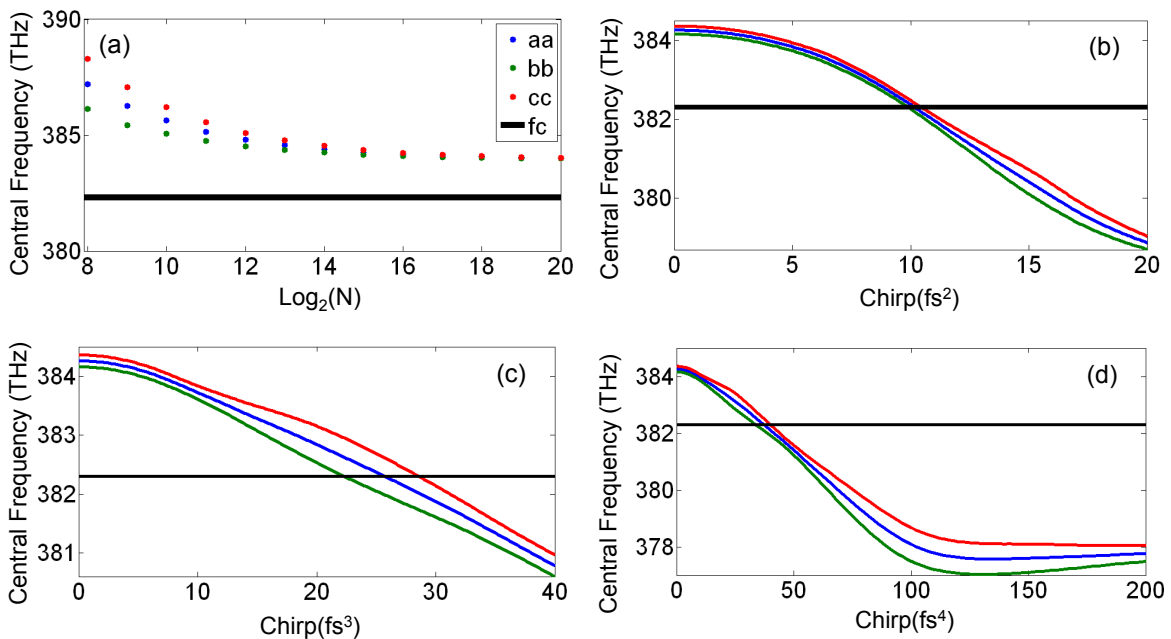 (a)
Central Frequency (THz)
390
385
380
8 10 12 14 16 18 20
Log₂(N)
aa
bb
cc
fc
(b)
Central Frequency (THz)
384
382
380
0 5 10 15 20
Chirp(fs²)
(c)
Central Frequency (THz)
384
383
382
381
0 10 20 30 40
Chirp(fs³)
(d)
Central Frequency (THz)
384
382
380
378
0 50 100 150 200
Chirp(fs⁴)